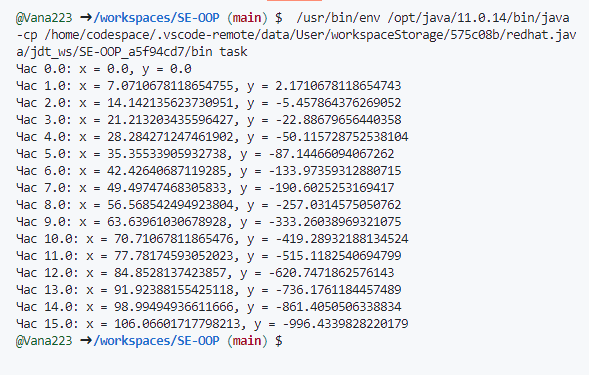 @Vana223 ➜/workspaces/SE-OOP (main) $  /usr/bin/env /opt/java/11.0.14/bin/java
-cp /home/codespace/.vscode-remote/data/User/workspaceStorage/575c08b/redhat.jav
a/jdt_ws/SE-OOP_a5f94cd7/bin task
Час 0.0: x = 0.0, y = 0.0
Час 1.0: x = 7.0710678118654755, y = 2.1710678118654743
Час 2.0: x = 14.142135623730951, y = -5.457864376269052
Час 3.0: x = 21.213203435596427, y = -22.88679656440358
Час 4.0: x = 28.284271247461902, y = -50.115728752538104
Час 5.0: x = 35.35533905932738, y = -87.14466094067262
Час 6.0: x = 42.42640687119285, y = -133.97359312880715
Час 7.0: x = 49.49747468305833, y = -190.6025253169417
Час 8.0: x = 56.568542494923804, y = -257.0314575050762
Час 9.0: x = 63.63961030678928, y = -333.26038969321075
Час 10.0: x = 70.71067811865476, y = -419.28932188134524
Час 11.0: x = 77.78174593052023, y = -515.1182540694799
Час 12.0: x = 84.8528137423857, y = -620.7471862576143
Час 13.0: x = 91.92388155425118, y = -736.1761184457489
Час 14.0: x = 98.99494936611666, y = -861.4050506338834
Час 15.0: x = 106.06601717798213, y = -996.4339828220179
@Vana223 ➜/workspaces/SE-OOP (main) $